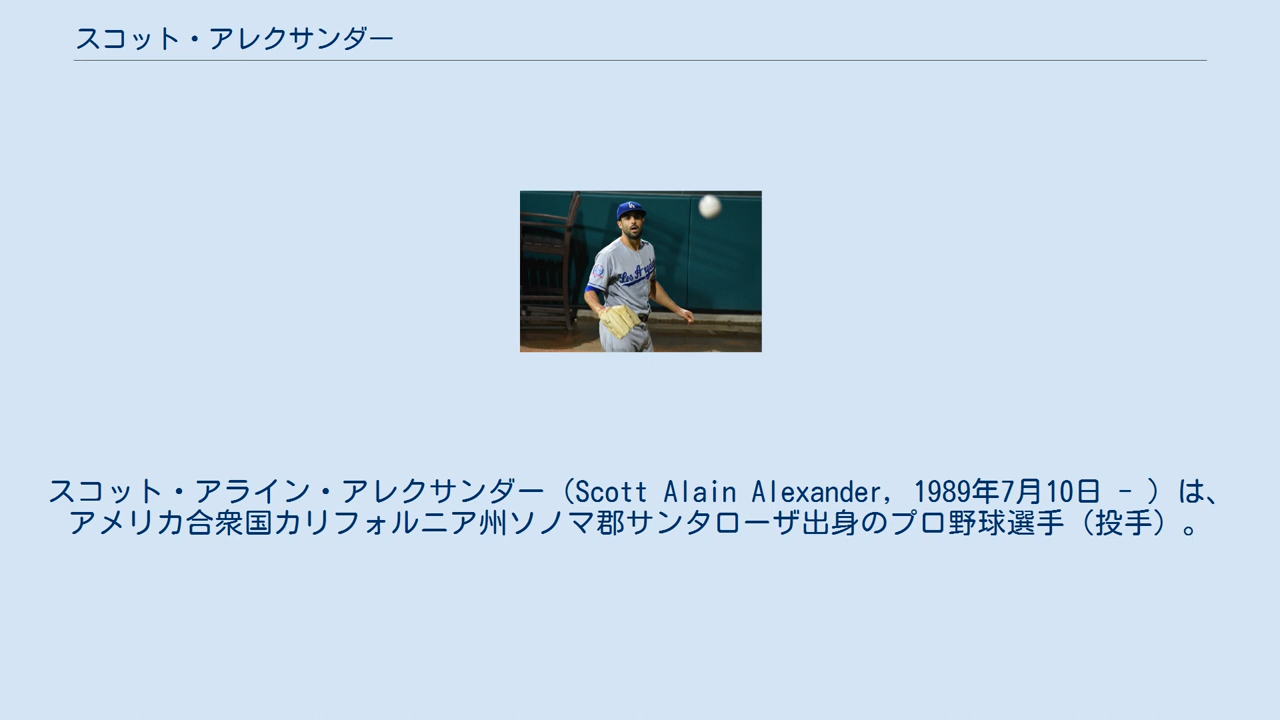 スコット・アレクサンダー
Los Angeles
スコット・アライン・アレクサンダー（Scott Alain Alexander, 1989年7月10日 - ）は、
アメリカ合衆国カリフォルニア州ソノマ郡サンタローザ出身のプロ野球選手（投手）。